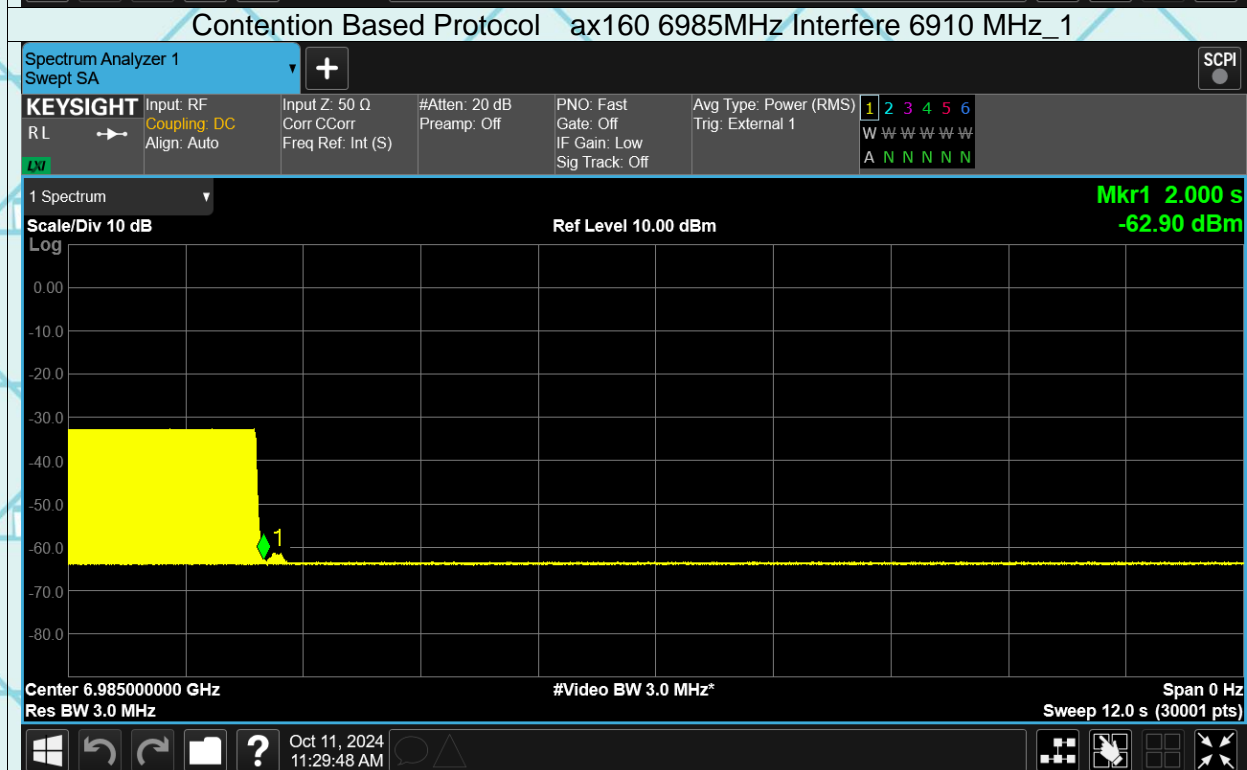 Contention Based Protocol ax160 6985MHz Interfere 6910 MHz_1
Spectrum Analyzer 1
Swept SA
+
SCPI
KEYSIGHT
RL
LXI
Input: RF
Coupling: DC
Align: Auto
Input Z: 50 Ω
Corr CCorr
Freq Ref: Int (S)
#Atten: 20 dB
Preamp: Off
PNO: Fast
Gate: Off
IF Gain: Low
Sig Track: Off
Avg Type: Power (RMS)
Trig: External 1
1 2 3 4 5 6
W W W W W W
A N N N N N
1 Spectrum
Mkr1 2.000 s
Scale/Div 10 dB
Ref Level 10.00 dBm
-62.90 dBm
Log
0.00
-10.0
-20.0
-30.0
-40.0
-50.0
1
-60.0
-70.0
-80.0
Center 6.985000000 GHz
#Video BW 3.0 MHz*
Span 0 Hz
Res BW 3.0 MHz
Sweep 12.0 s (30001 pts)
?
Oct 11, 2024
11:29:48 AM